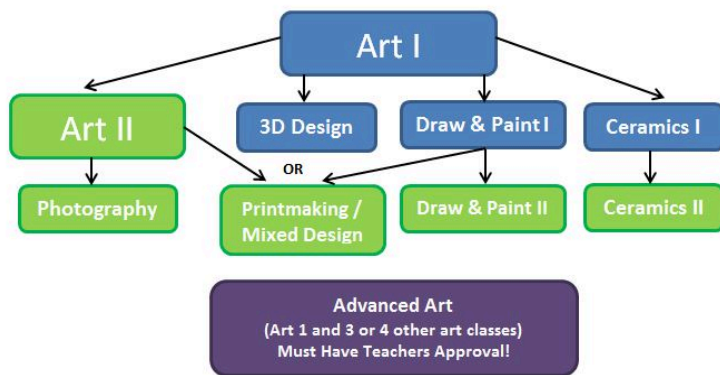 Art I
Art II
3D Design
Draw & Paint I
Ceramics I
OR
Photography
Printmaking /
Mixed Design
Draw & Paint II
Ceramics II
Advanced Art
(Art 1 and 3 or 4 other art classes)
Must Have Teachers Approval!